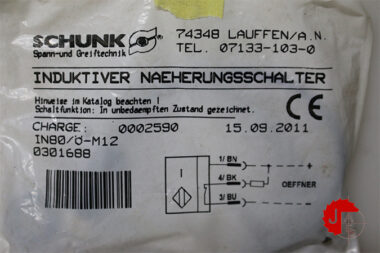 SCHUNK
Spann- und Greiftechnik
74348 LAUFFEN/A.N.
TEL. 07133-103-0
INDUKTIVER NAEHERUNGSSCHALTER
Hinweise im Katalog beachten !
Schaltfunktion: In unbedaempften Zustand gezeichnet.
CE
CHARGE: 0002590 15.09.2011
IN80/Ö-M12
0301688
I
1/BN +
4/BK OEFFNER
3/BU -